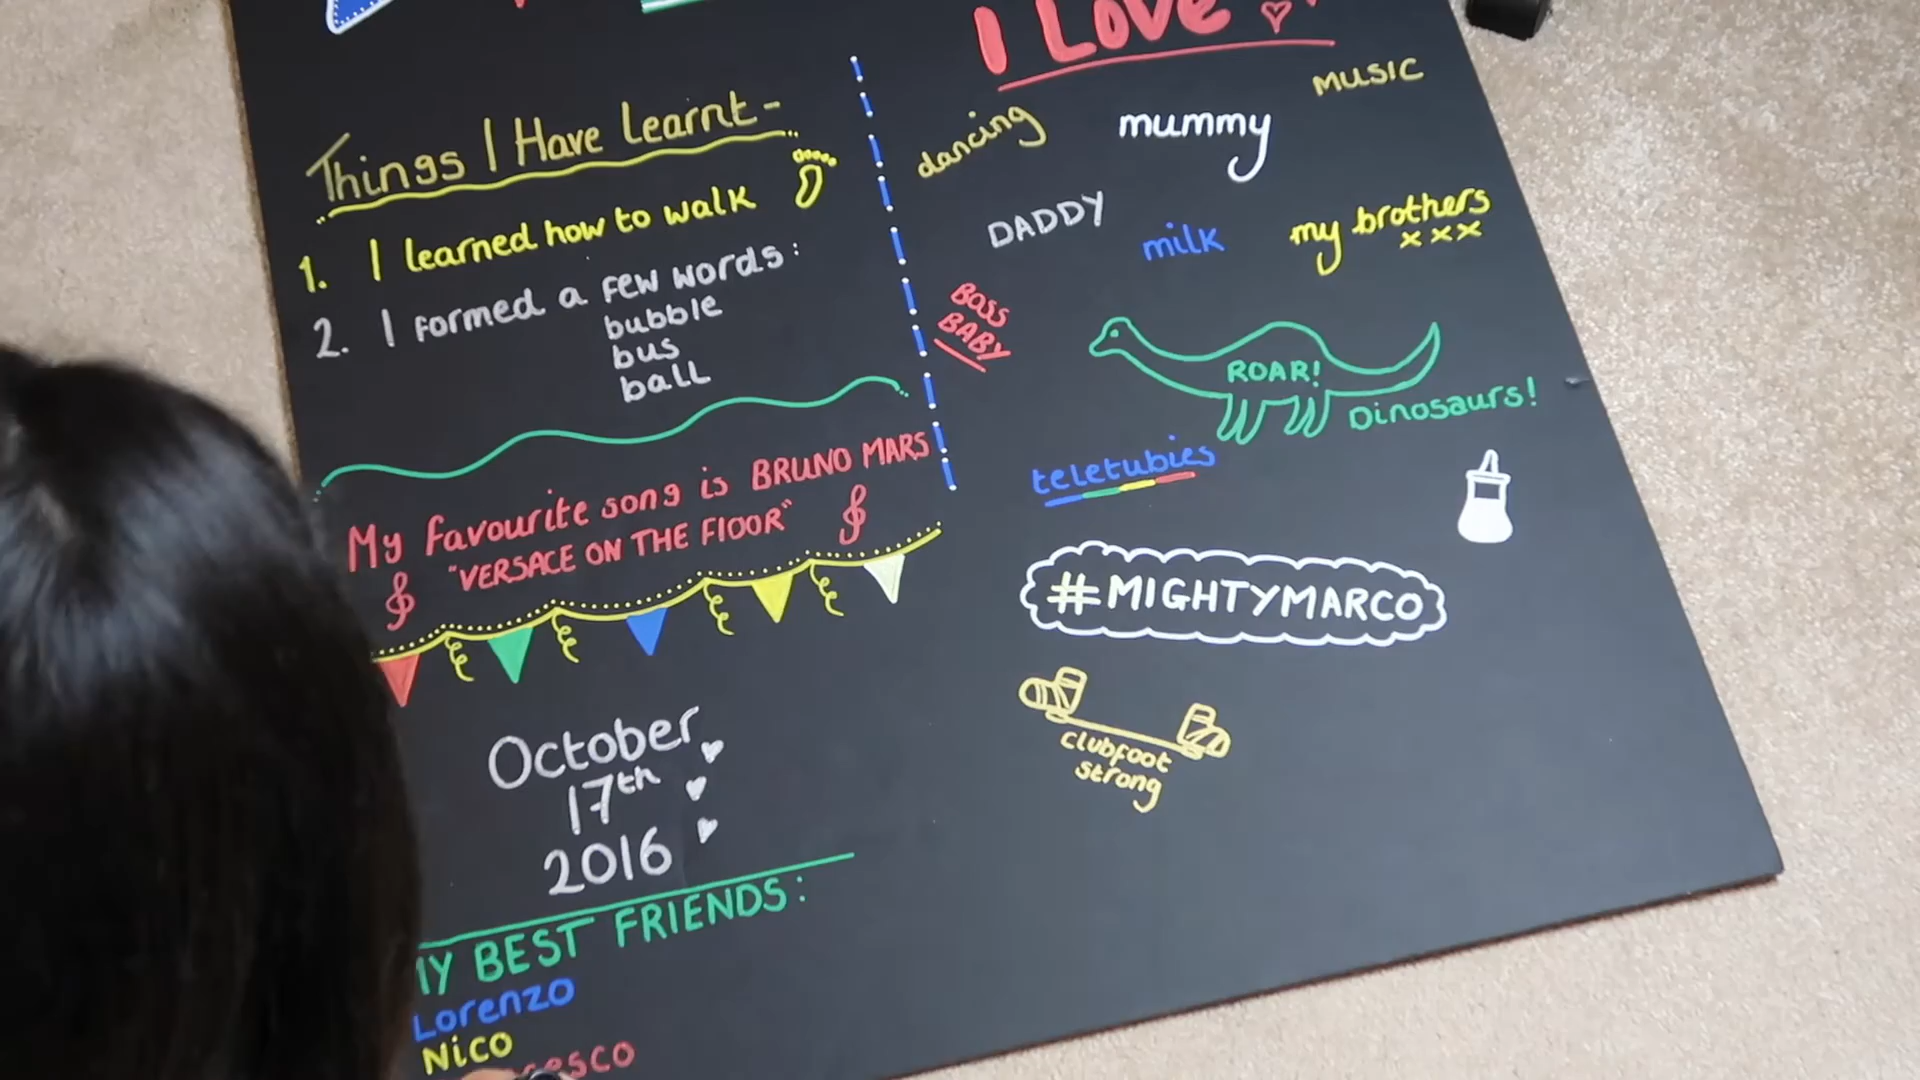 Things I Have learnt -
1. I learned how to walk
2. I formed a few words:
bubble
bus
ball
My favourite song is BRUNO MARS
"VERSACE ON THE FLOOR"
October
17th
2016
MY BEST FRIENDS:
Lorenzo
Nico
I Love
MUSIC
dancing
mummy
DADDY
milk
my brothers
xxx
BOSS
BABY
ROAR!
Dinosaurs!
teletubies
#MIGHTYMARCO
clubfoot
strong